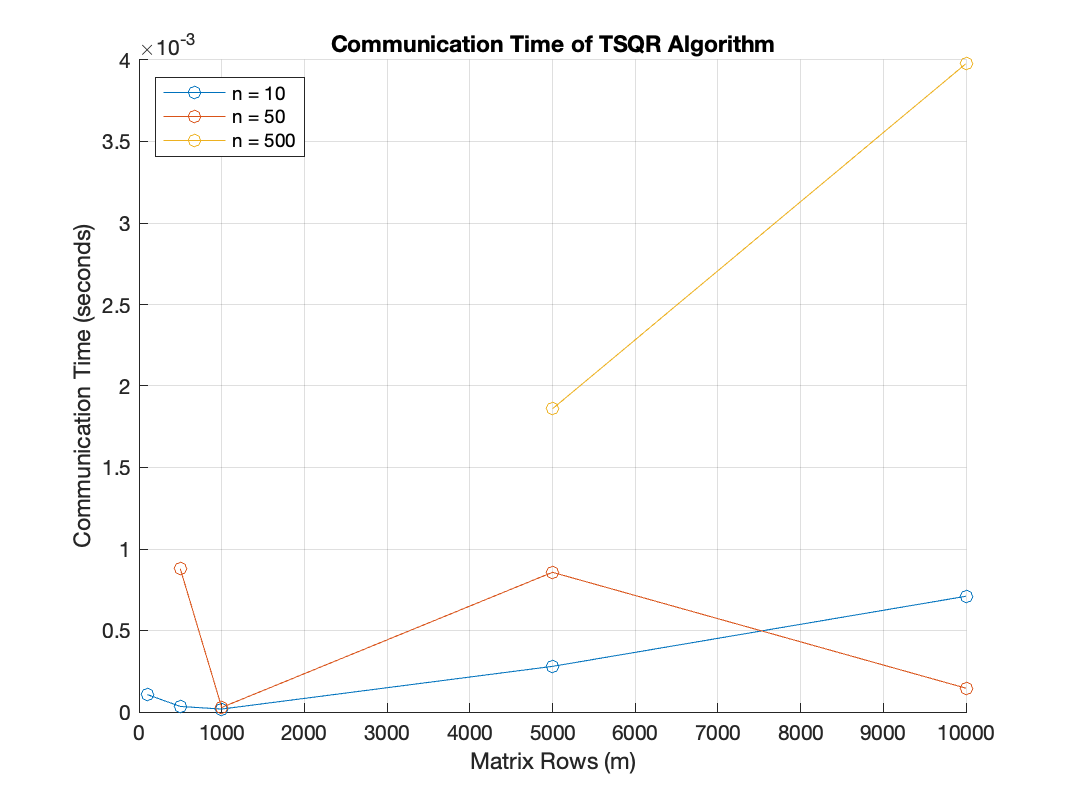 Communication Time of TSQR Algorithm
×10-3
4
3.5
3
2.5
2
1.5
1
0.5
0
Communication Time (seconds)
n = 10
n = 50
n = 500
0 1000 2000 3000 4000 5000 6000 7000 8000 9000 10000
Matrix Rows (m)